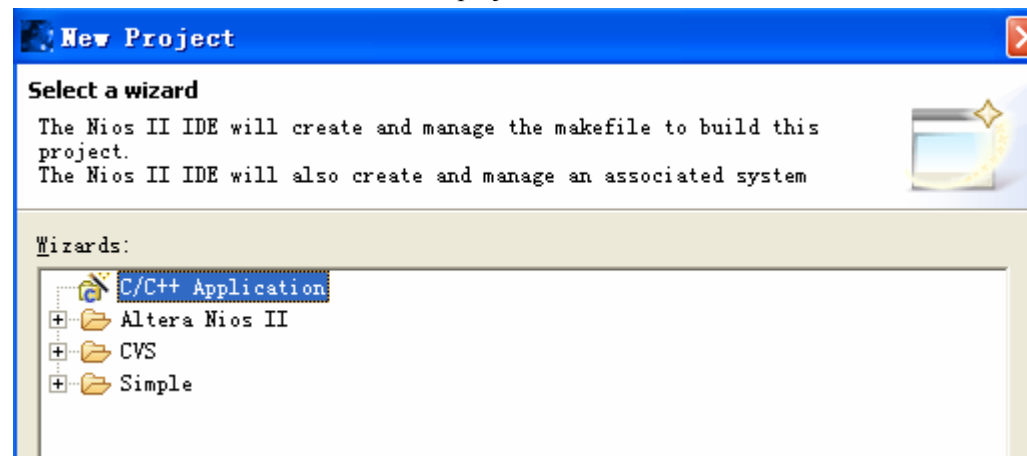 New Project
Select a wizard
The Nios II IDE will create and manage the makefile to build this
project.
The Nios II IDE will also create and manage an associated system
Wizards:
C/C++ Application
Altera Nios II
CVS
Simple